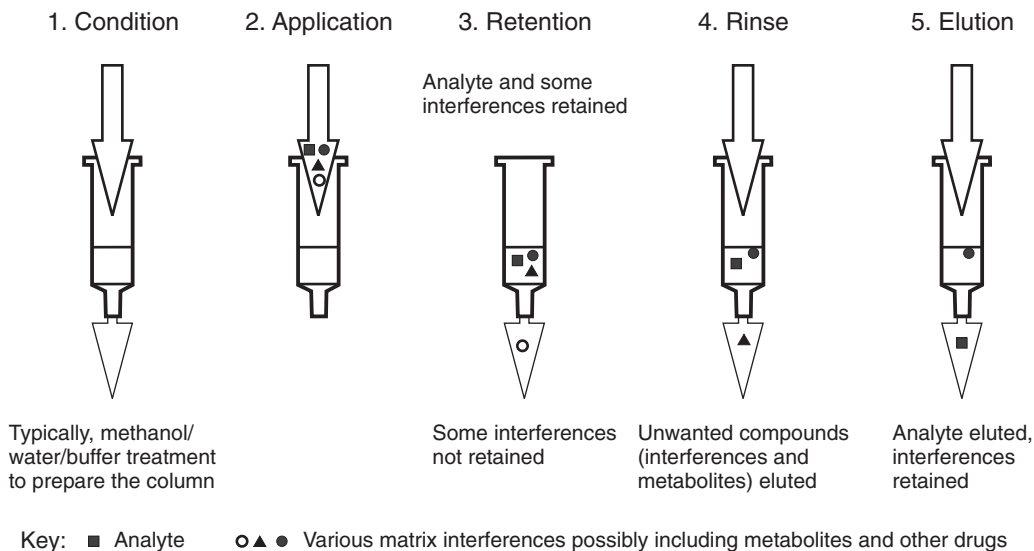 1. Condition
2. Application
3. Retention
4. Rinse
5. Elution
Analyte and some
interferences retained
Typically, methanol/
water/buffer treatment
to prepare the column
Some interferences
not retained
Unwanted compounds
(interferences and
metabolites) eluted
Analyte eluted,
interferences
retained
Key: ■ Analyte ○ ▲ ● Various matrix interferences possibly including metabolites and other drugs